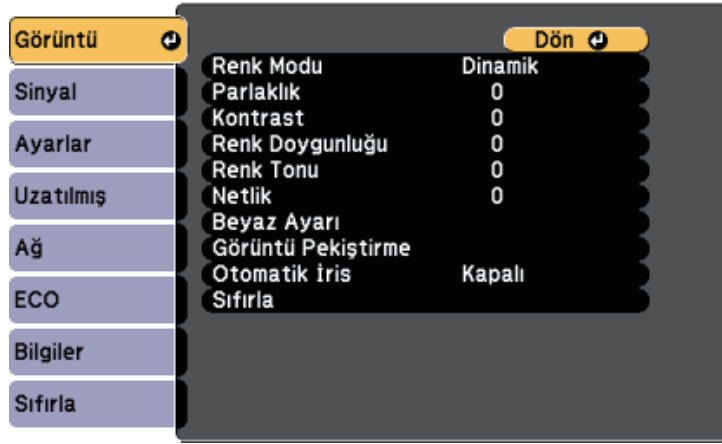 Görüntü
Sinyal
Ayarlar
Uzatılmış
Ağ
ECO
Bilgiler
Sıfırla
Dön
Renk Modu Dinamik
Parlaklık 0
Kontrast 0
Renk Doygunluğu 0
Renk Tonu 0
Netlik 0
Beyaz Ayarı
Görüntü Pekiştirme
Otomatik İris Kapalı
Sıfırla